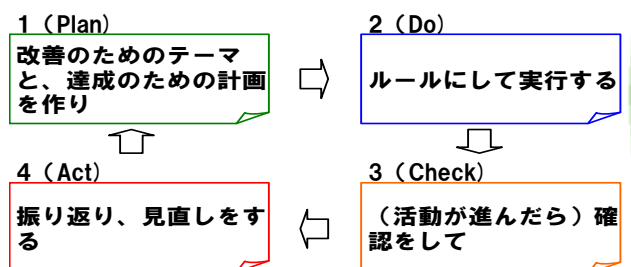 1（Plan)
改善のためのテーマ
と、達成のための計画
を作り
2（Do)
ルールにして実行する
3（Check)
（活動が進んだら）確
認をして
4（Act)
振り返り、見直しをす
る